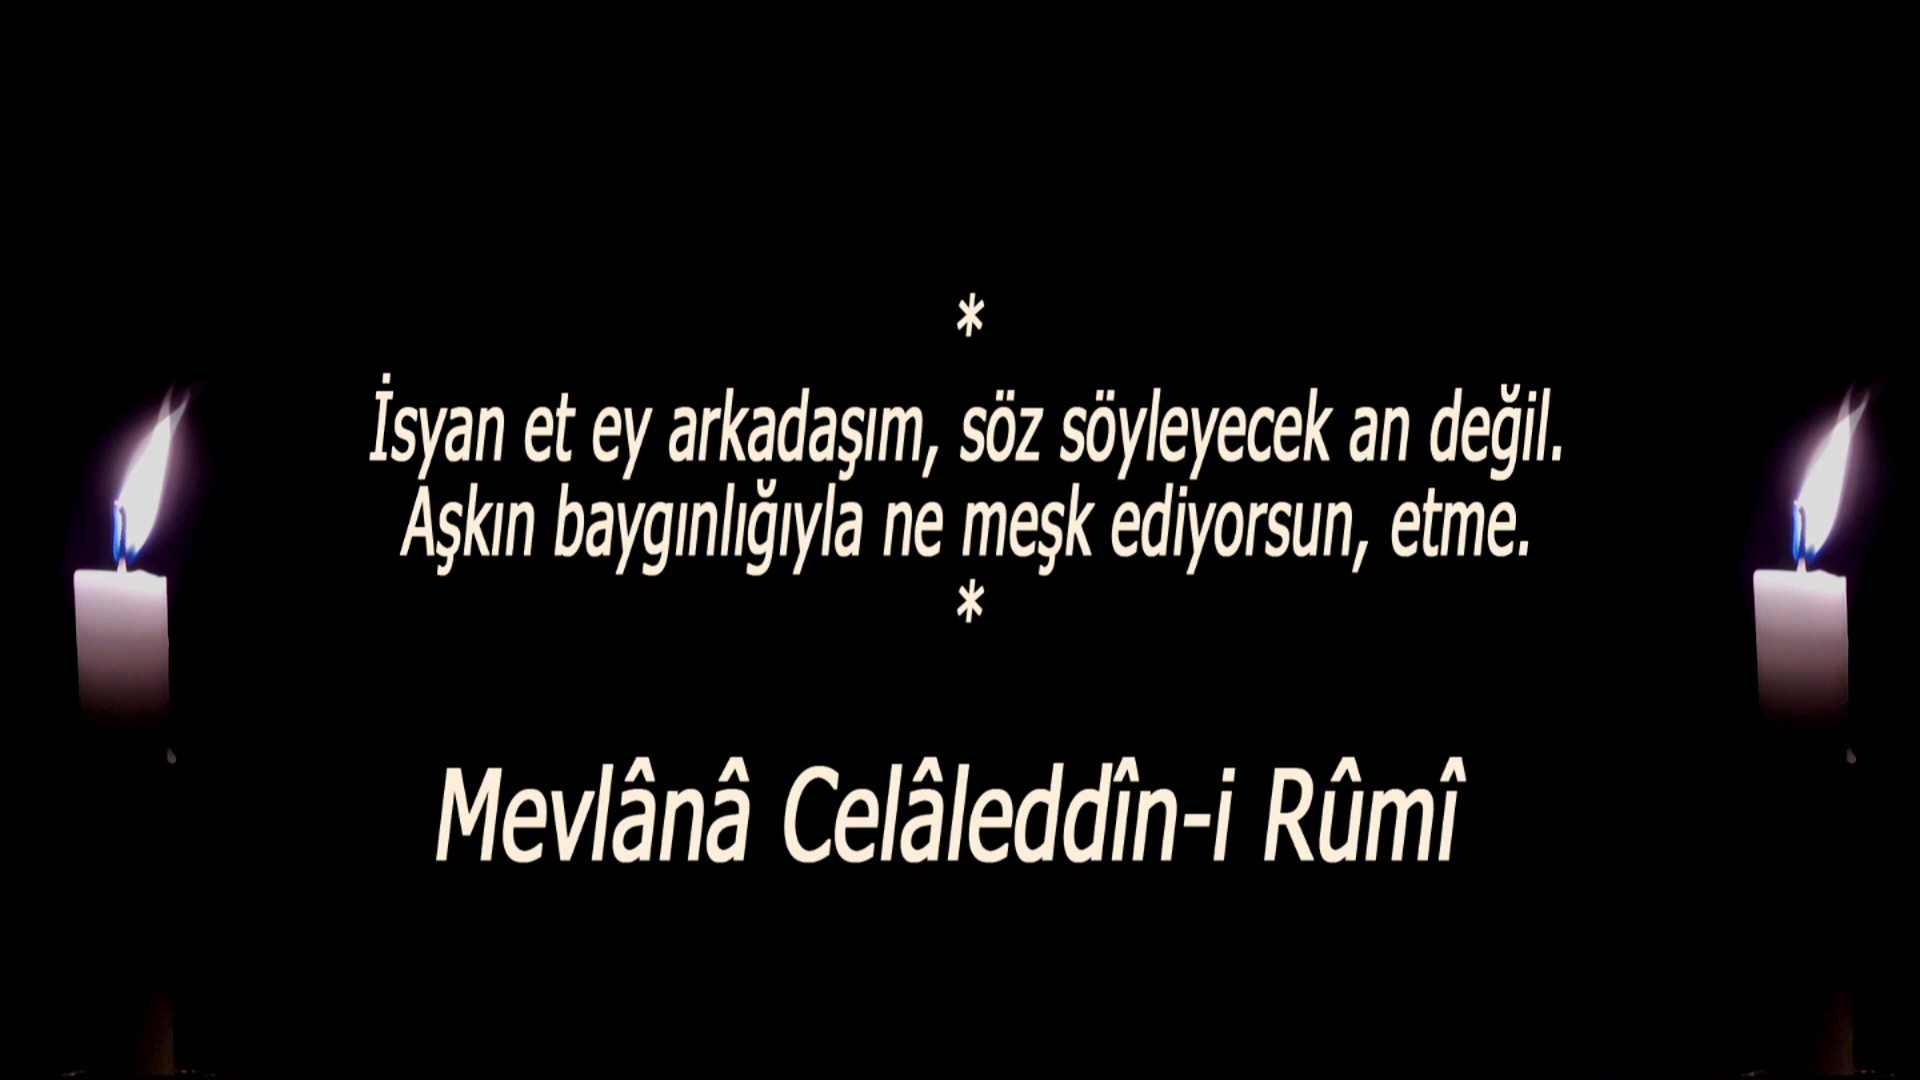 *
İsyan et ey arkadaşım, söz söyleyecek an değil.
Aşkın baygınlığıyla ne meşk ediyorsun, etme.
*
Mevlânâ Celâleddîn-i Rûmî